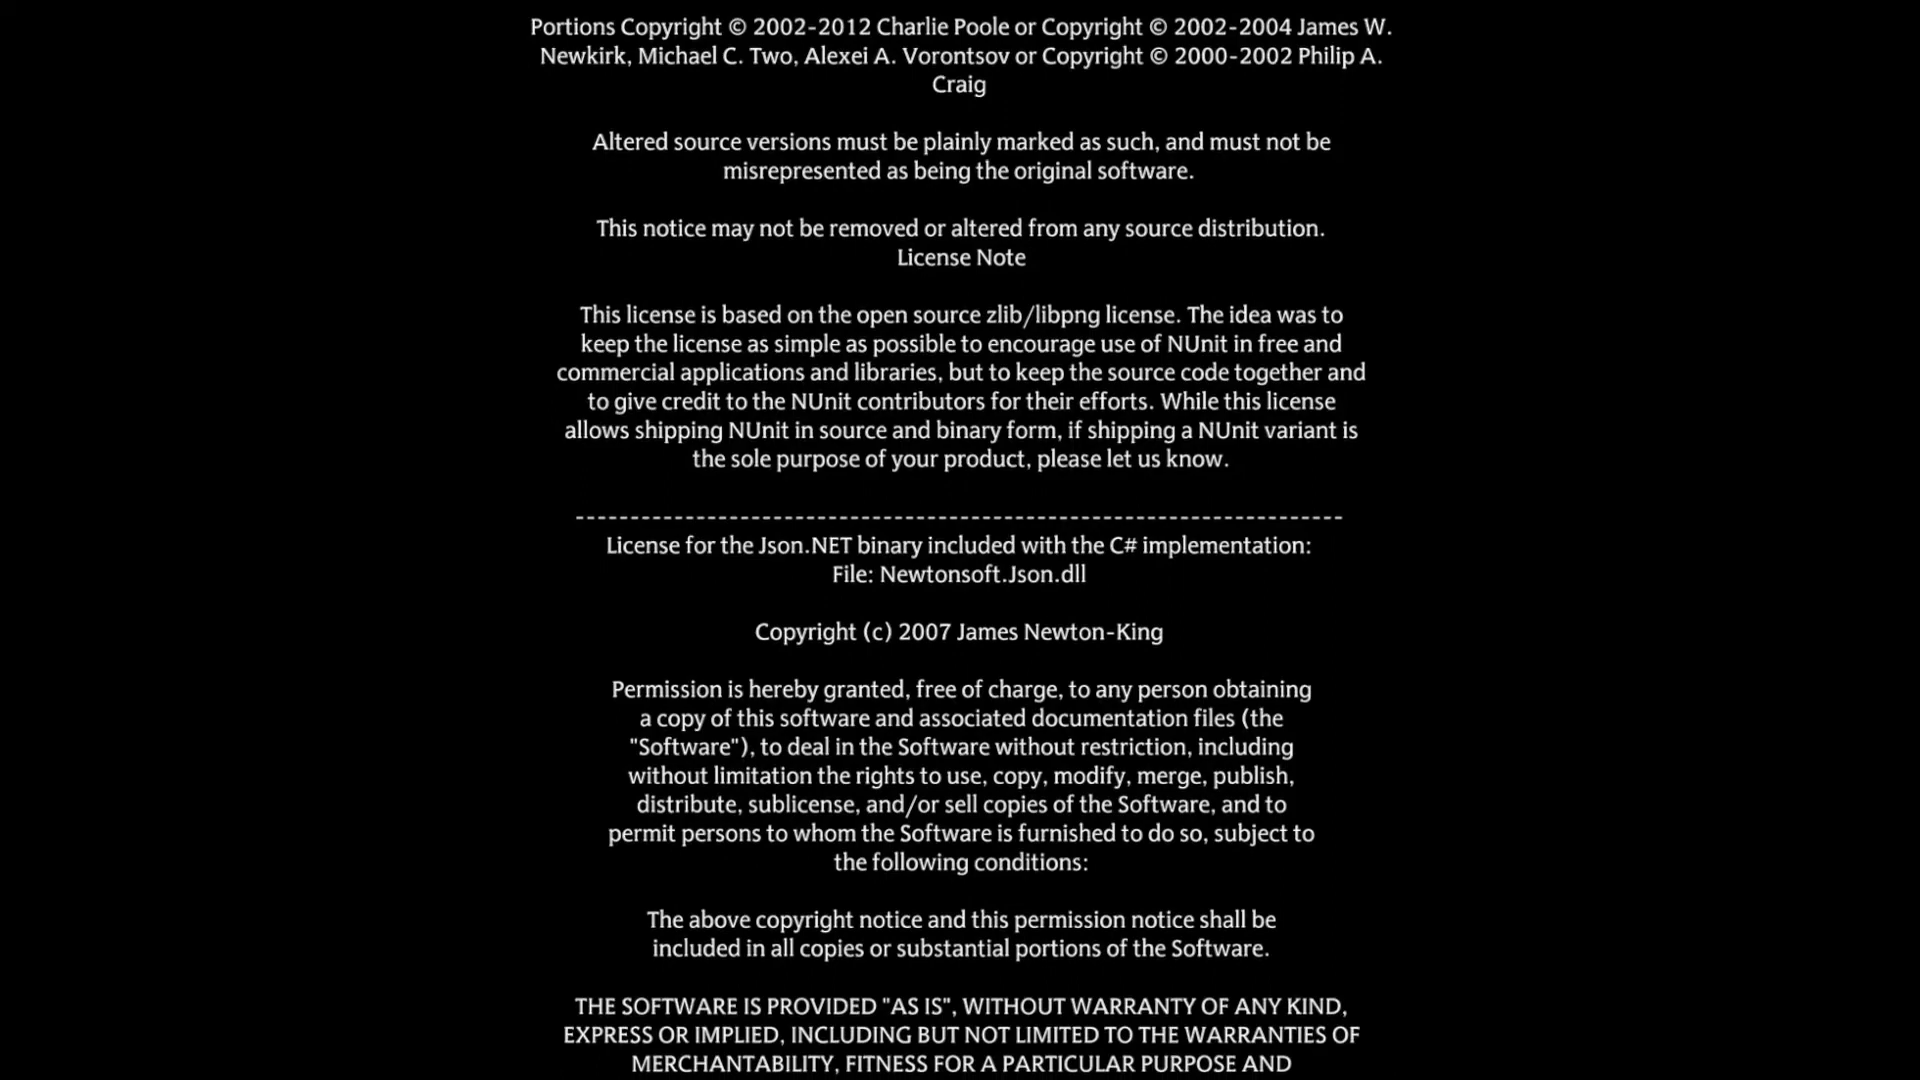 Portions Copyright © 2002-2012 Charlie Poole or Copyright © 2002-2004 James W.
Newkirk, Michael C. Two, Alexei A. Vorontsov or Copyright © 2000-2002 Philip A.
Craig
Altered source versions must be plainly marked as such, and must not be
misrepresented as being the original software.
This notice may not be removed or altered from any source distribution.
License Note
This license is based on the open source zlib/libpng license. The idea was to
keep the license as simple as possible to encourage use of NUnit in free and
commercial applications and libraries, but to keep the source code together and
to give credit to the NUnit contributors for their efforts. While this license
allows shipping NUnit in source and binary form, if shipping a NUnit variant is
the sole purpose of your product, please let us know.
----------------------------------------------------------------------
License for the Json.NET binary included with the C# implementation:
File: Newtonsoft.Json.dll
Copyright (c) 2007 James Newton-King
Permission is hereby granted, free of charge, to any person obtaining
a copy of this software and associated documentation files (the
"Software"), to deal in the Software without restriction, including
without limitation the rights to use, copy, modify, merge, publish,
distribute, sublicense, and/or sell copies of the Software, and to
permit persons to whom the Software is furnished to do so, subject to
the following conditions:
The above copyright notice and this permission notice shall be
included in all copies or substantial portions of the Software.
THE SOFTWARE IS PROVIDED "AS IS", WITHOUT WARRANTY OF ANY KIND,
EXPRESS OR IMPLIED, INCLUDING BUT NOT LIMITED TO THE WARRANTIES OF
MERCHANTABILITY, FITNESS FOR A PARTICULAR PURPOSE AND